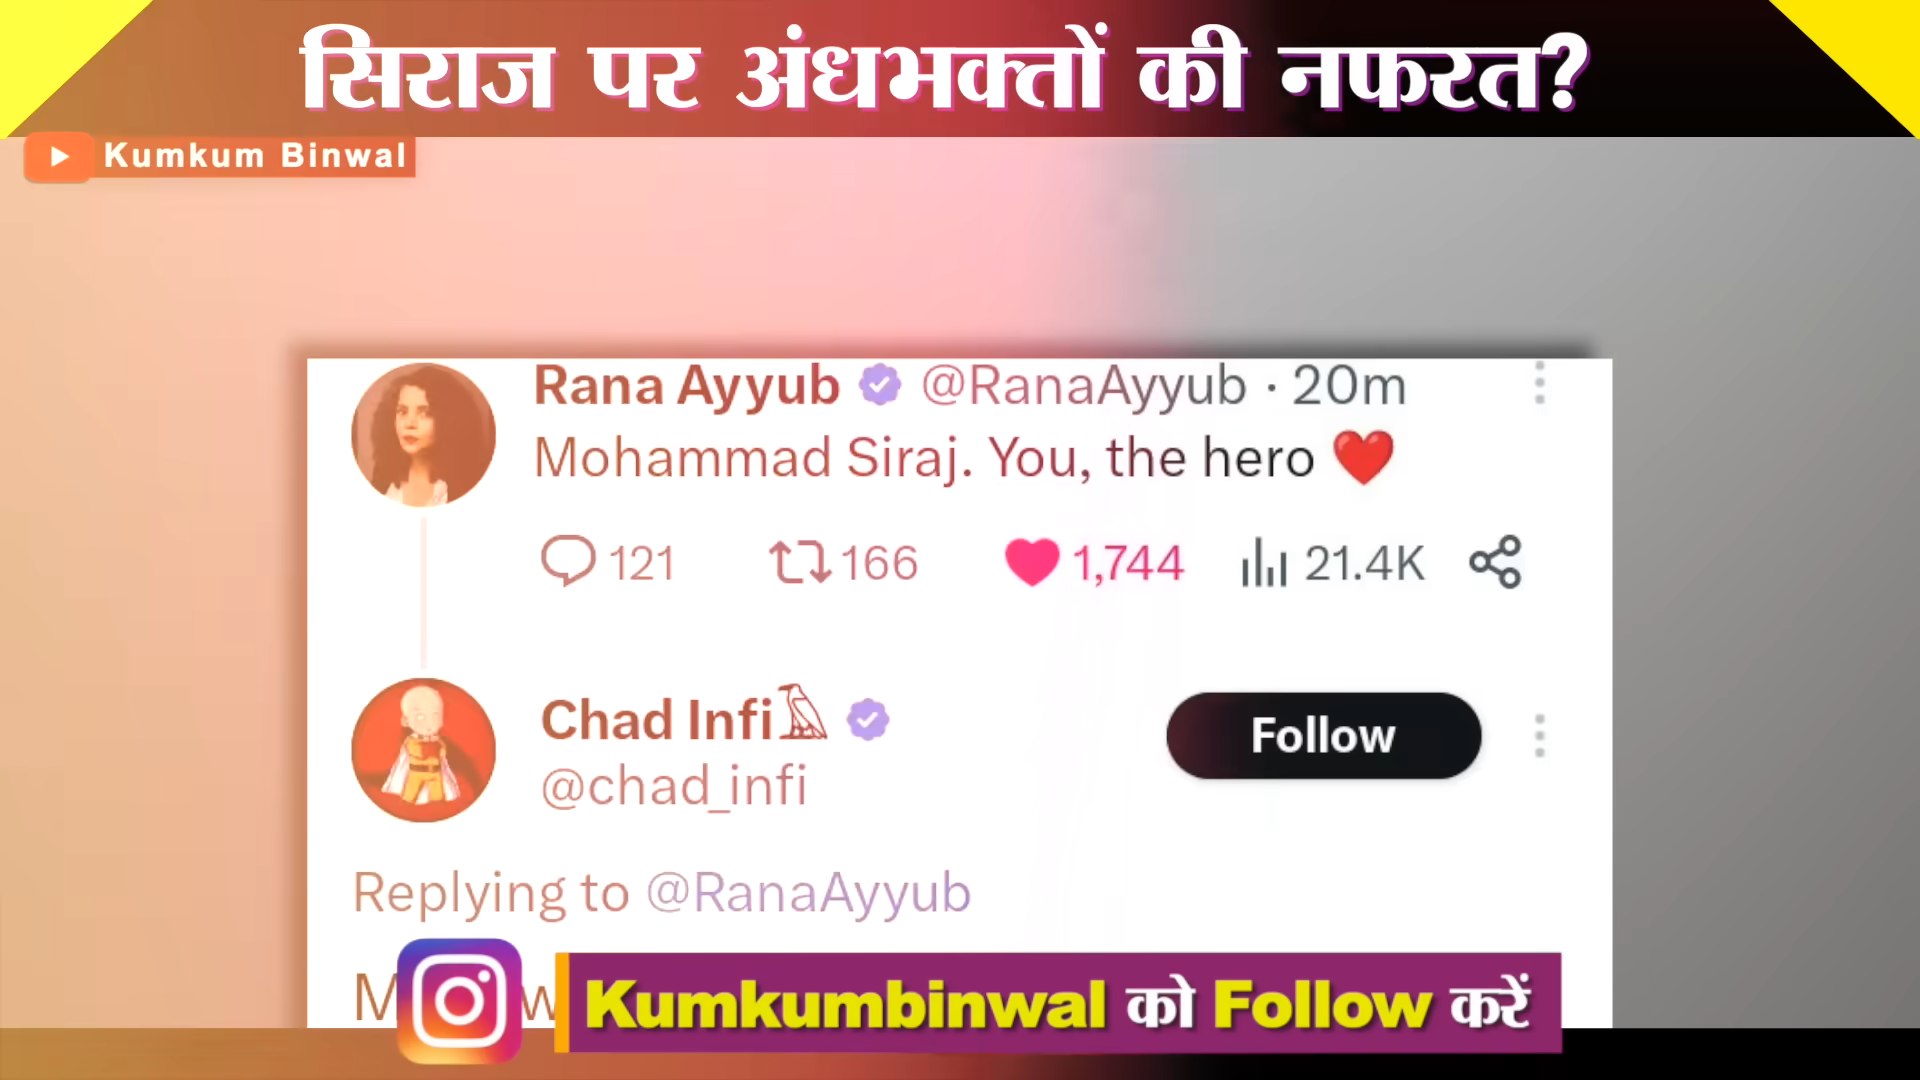 सिराज पर अंधभक्तों की नफरत?
Kumkum Binwal
Rana Ayyub @RanaAyyub · 20m
Mohammad Siraj. You, the hero ❤️
121 166 1,744 21.4K
Chad Infi
Follow
@chad_infi
Replying to @RanaAyyub
Kumkumbinwal को Follow करें